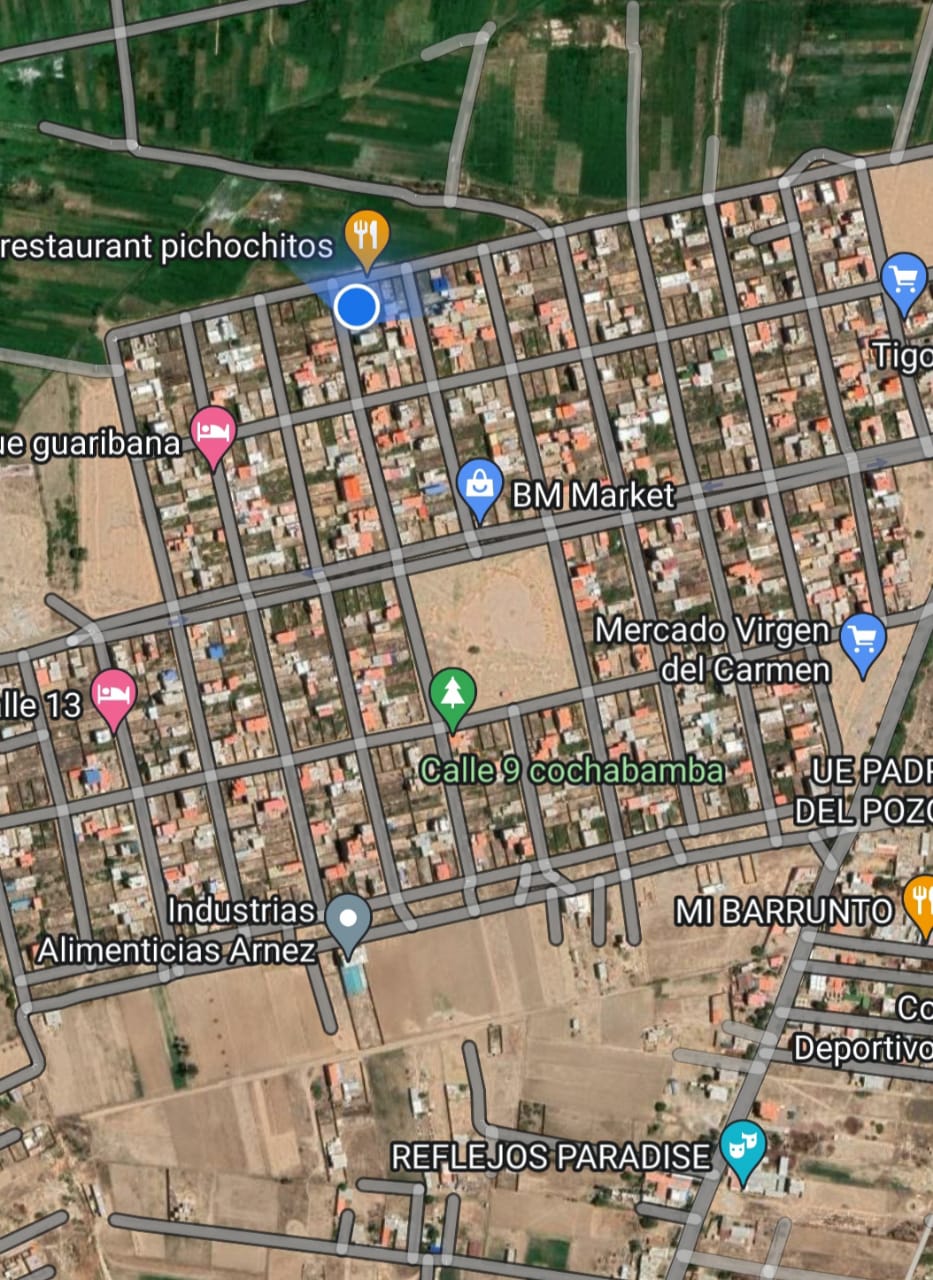 restaurant pichochitos
Tigo
ue guaribana
BM Market
Mercado Virgen
del Carmen
lle 13
Calle 9 cochabamba
UE PADR
DEL POZO
Industrias
Alimenticias Arnez
MI BARRUNTO
Co
Deportivo
REFLEJOS PARADISE